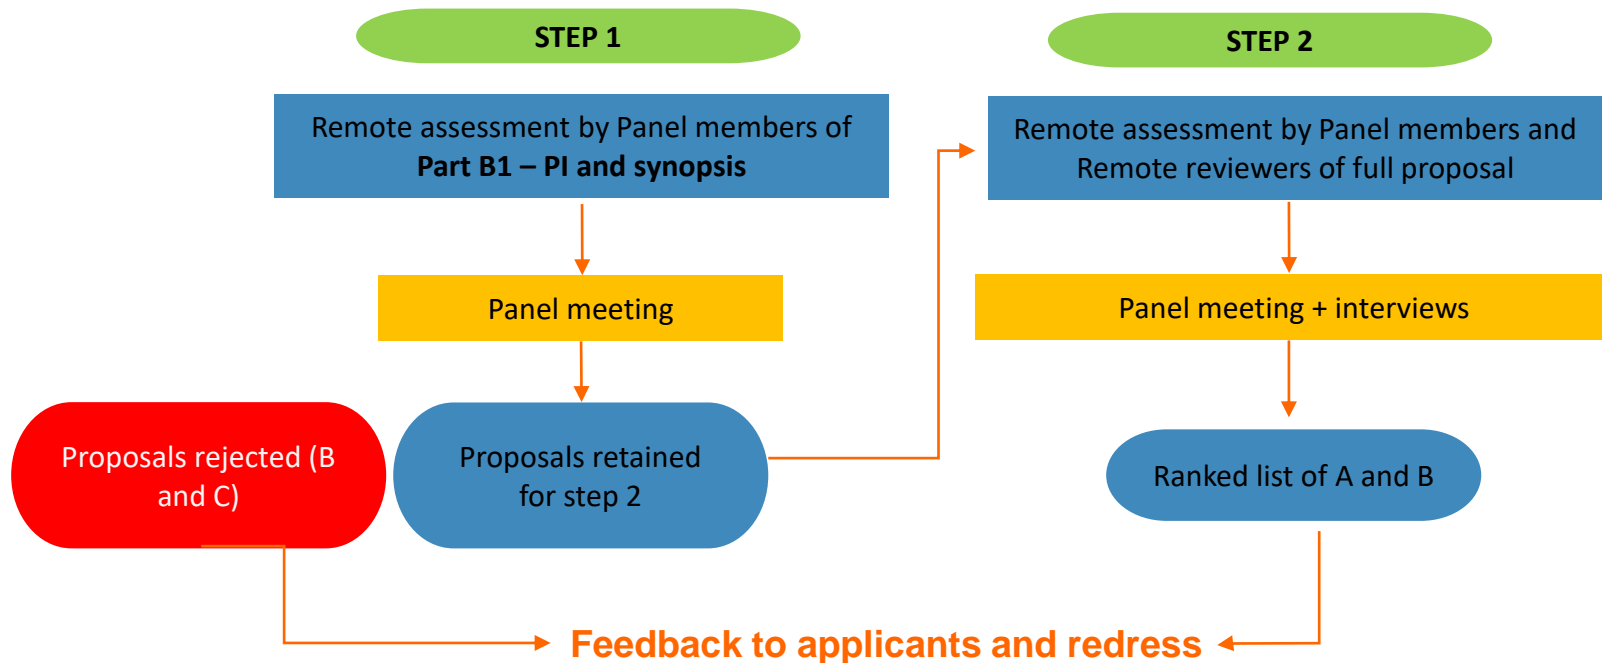 STEP 1
Remote assessment by Panel members of
Part B1 – PI and synopsis
Panel meeting
Proposals rejected (B
and C)
Proposals retained
for step 2
STEP 2
Remote assessment by Panel members and
Remote reviewers of full proposal
Panel meeting + interviews
Ranked list of A and B
Feedback to applicants and redress